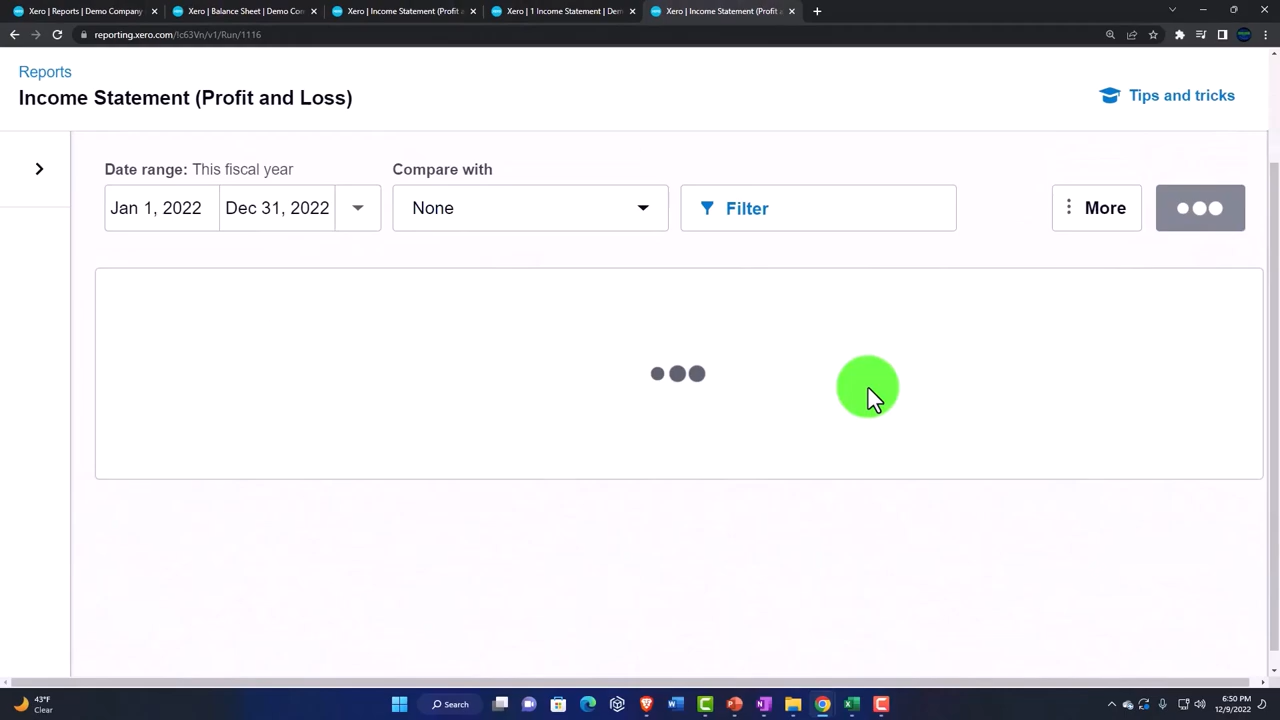 Xero | Reports | Demo Company
Xero | Balance Sheet | Demo Com
Xero | Income Statement (Profit a
Xero | 1 Income Statement | Dem
Xero | Income Statement (Profit a
reporting.xero.com/!c63Vn/v1/Run/1116
Reports
Income Statement (Profit and Loss)
Tips and tricks
Date range: This fiscal year
Compare with
Jan 1, 2022
Dec 31, 2022
None
Filter
More
43°F
Clear
Search
6:50 PM
12/9/2022